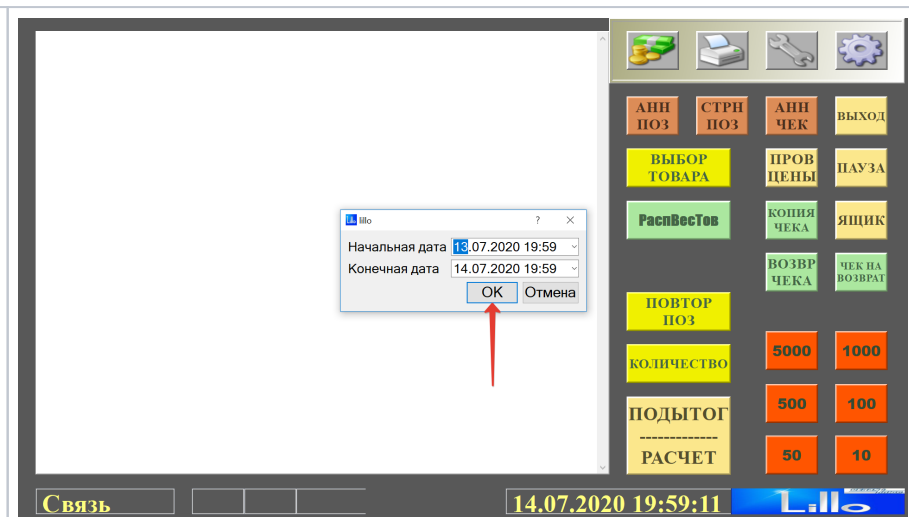 АНН ПОЗ
СТРН ПОЗ
АНН ЧЕК
ВЫХОД
ВЫБОР ТОВАРА
ПРОВ ЦЕНЫ
ПАУЗА
РаспВесТов
КОПИЯ ЧЕКА
ЯЩИК
ВОЗВР ЧЕКА
ЧЕК НА ВОЗВРАТ
lillo ? ×
Начальная дата 13.07.2020 19:59
Конечная дата 14.07.2020 19:59
OK Отмена
ПОВТОР ПОЗ
КОЛИЧЕСТВО
5000 1000
500 100
ПОДЫТОГ
-------------
РАСЧЕТ
50 10
Связь
14.07.2020 19:59:11
Lillo